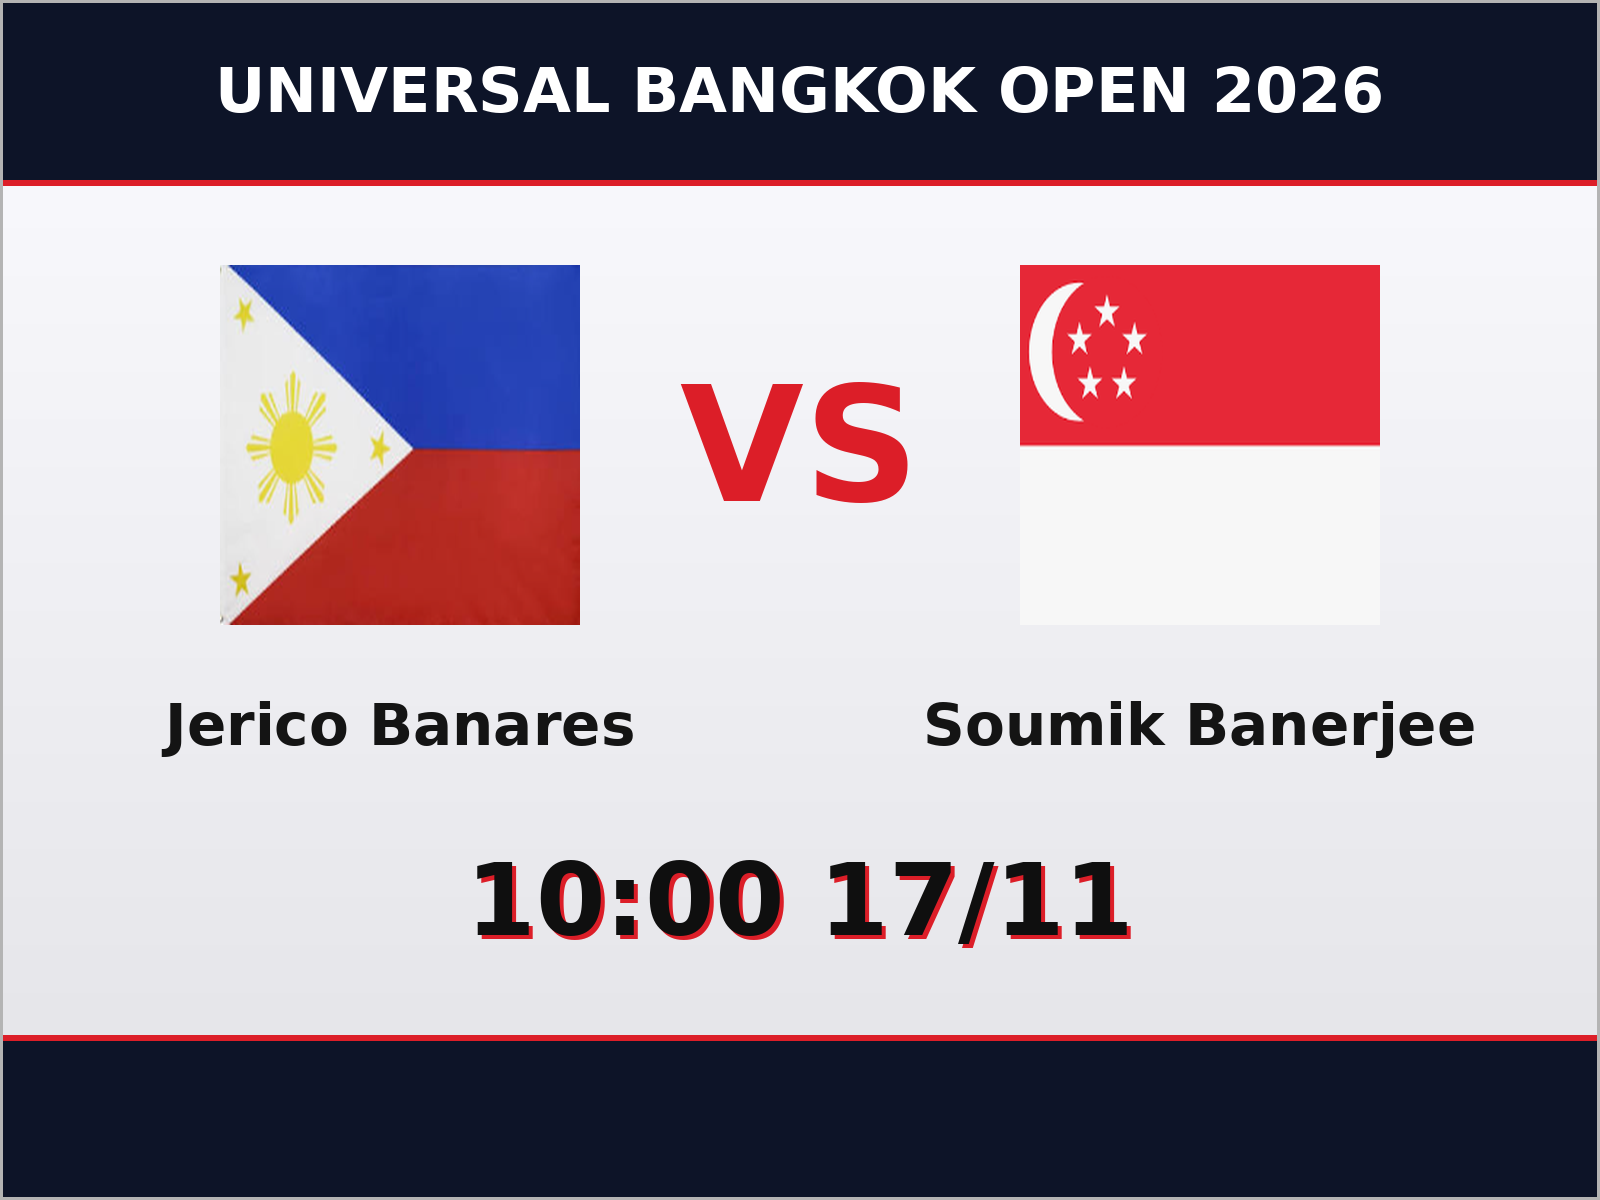 UNIVERSAL BANGKOK OPEN 2026
VS
Jerico Banares
Soumik Banerjee
10:00 17/11